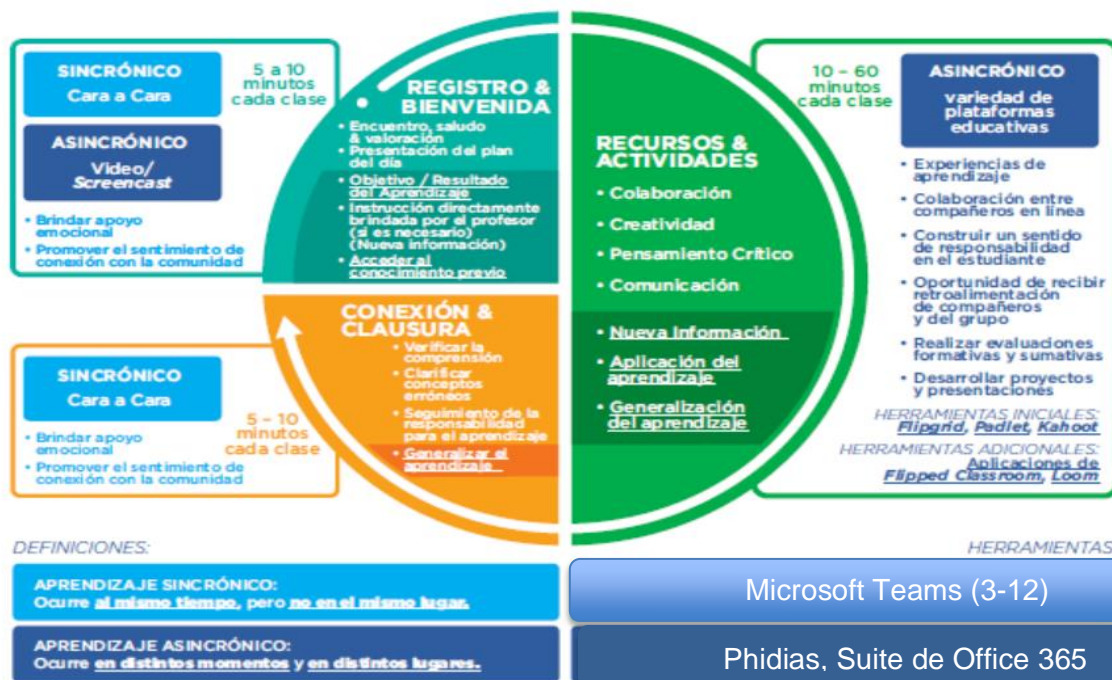 SINCRÓNICO
Cara a Cara
5 a 10
minutos
cada clase
ASINCRÓNICO
Video/
Screencast
• Brindar apoyo
emocional
• Promover el sentimiento de
conexión con la comunidad
REGISTRO &
BIENVENIDA
• Encuentro, saludo
& valoración
• Presentación del plan
del día
• Objetivo / Resultado
del Aprendizaje
• Instrucción directamente
brindada por el profesor
(si es necesario)
(Nueva información)
• Acceder al
conocimiento previo
RECURSOS &
ACTIVIDADES
• Colaboración
• Creatividad
• Pensamiento Crítico
• Comunicación
• Nueva Información
• Aplicación del
aprendizaje
• Generalización
del aprendizaje
10 – 60
minutos
cada clase
ASINCRÓNICO
variedad de
plataformas
educativas
• Experiencias de
aprendizaje
• Colaboración entre
compañeros en línea
• Construir un sentido
de responsabilidad
en el estudiante
• Oportunidad de recibir
retroalimentación
de compañeros
y del grupo
• Realizar evaluaciones
formativas y sumativas
• Desarrollar proyectos
y presentaciones
HERRAMIENTAS INICIALES:
Flipgrid, Padlet, Kahoot
HERRAMIENTAS ADICIONALES:
Aplicaciones de
Flipped Classroom, Loom
CONEXIÓN &
CLAUSURA
• Verificar la
comprensión
• Clarificar
conceptos
erróneos
• Seguimiento de la
responsabilidad
para el aprendizaje
• Generalizar el
aprendizaje
SINCRÓNICO
Cara a Cara
5 – 10
minutos
cada clase
• Brindar apoyo
emocional
• Promover el sentimiento de
conexión con la comunidad
DEFINICIONES:
HERRAMIENTAS
APRENDIZAJE SINCRÓNICO:
Ocurre al mismo tiempo, pero no en el mismo lugar.
Microsoft Teams (3-12)
APRENDIZAJE ASINCRÓNICO:
Ocurre en distintos momentos y en distintos lugares.
Phidias, Suite de Office 365